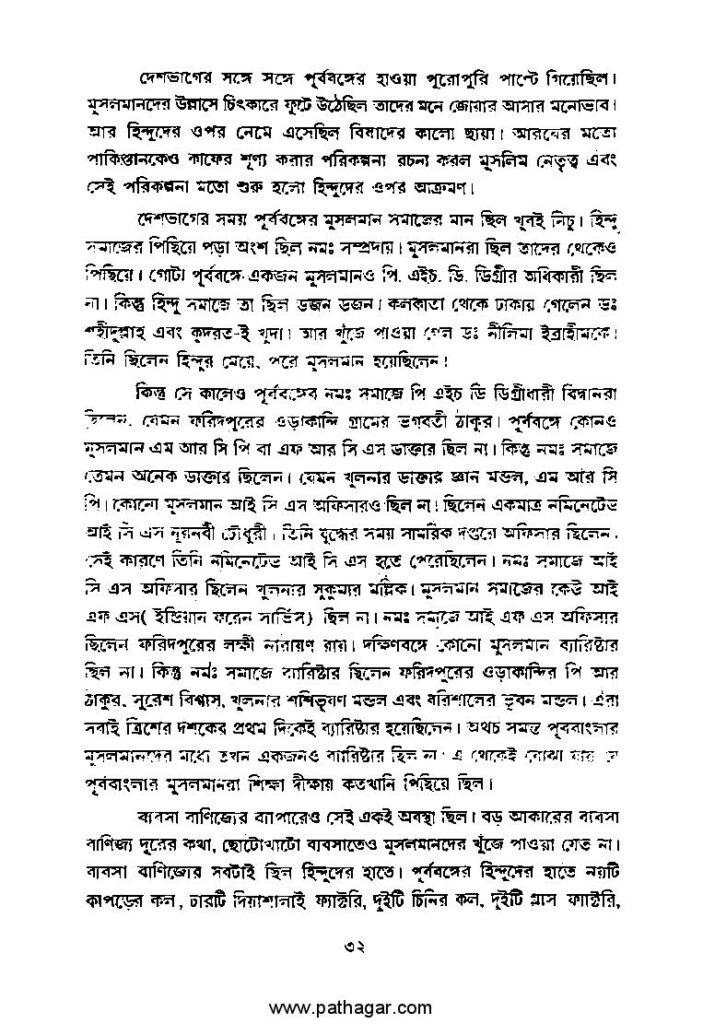 দেশভাগের সঙ্গে সঙ্গে পূর্ববঙ্গের হাওয়া পুরোপুরি পাল্টে গিয়েছিল।
মুসলমানদের উল্লাসে চিৎকারে ফুটে উঠেছিল তাদের মনে জোয়ার আসার মনোভাব।
আর হিন্দুদের ওপর নেমে এসেছিল বিষাদের কালো ছায়া। আরবের মতো
পাকিস্তানকেও কাফের শূণ্য করার পরিকল্পনা রচনা করল মুসলিম নেতৃত্ব এবং
সেই পরিকল্পনা মতো শুরু হলো হিন্দুদের ওপর আক্রমণ।
দেশভাগের সময় পূর্ববঙ্গের মুসলমান সমাজের মান ছিল খুবই নিচু। হিন্দু
সমাজের পিছিয়ে পড়া অংশ ছিল নমঃ সম্প্রদায়। মুসলমানরা ছিল তাদের থেকেও
পিছিয়ে। গোটা পূর্ববঙ্গে একজন মুসলমানও পি. এইচ. ডি. ডিগ্রীর অধিকারী ছিল
না। কিন্তু হিন্দু সমাজে তা ছিল ডজন ডজন। কলকাতা থেকে ঢাকায় গেলেন ডঃ
শহীদুল্লাহ এবং কুদরত-ই খুদা। আর খুঁজে পাওয়া গেল ডঃ নীলিমা ইব্রাহীমকে।
তিনি ছিলেন হিন্দুর মেয়ে, পরে মুসলমান হয়েছিলেন!
কিন্তু সে কালেও পূর্ববঙ্গের নমঃ সমাজে পি এইচ ডি ডিগ্রীধারী বিদ্বানরা
ছিলেন. যেমন ফরিদপুরের ওড়াকান্দি গ্রামের ভগবতী ঠাকুর। পূর্ববঙ্গে কোনও
মুসলমান এম আর সি পি বা এফ আর সি এস ডাক্তার ছিল না। কিন্তু নমঃ সমাজে
তেমন অনেক ডাক্তার ছিলেন। যেমন খুলনার ডাক্তার জ্ঞান মন্ডল, এম আর সি
পি। কোনো মুসলমান আই সি এস অফিসারও ছিল না। ছিলেন একমাত্র নমিনেটেড
আই সি এস নূরনবী চৌধুরী। তিনি যুদ্ধের সময় সামরিক দপ্তরে অফিসার ছিলেন.
সেই কারণে তিনি নমিনেটেড আই সি এস হতে পেরেছিলেন। নমঃ সমাজে আই
সি এস অফিসার ছিলেন খুলনার সুকুমার মল্লিক। মুসলমান সমাজের কেউ আই
এফ এস( ইন্ডিয়ান ফরেন সার্ভিস) ছিল না। নমঃ সমাজে আই এফ এস অফিসার
ছিলেন ফরিদপুরের লক্ষী নারায়ণ রায়। দক্ষিণবঙ্গে কোনো মুসলমান ব্যারিষ্টার
ছিল না। কিন্তু নমঃ সমাজে ব্যারিষ্টার ছিলেন ফরিদপুরের ওড়াকান্দির পি আর
ঠাকুর, সুরেশ বিশ্বাস, খুলনার শশিভূষণ মন্ডল এবং বরিশালের ভুবন মন্ডল। এঁরা
সবাই ত্রিশের দশকের প্রথম দিকেই ব্যারিষ্টার হয়েছিলেন। অথচ সমস্ত পূববাংলার
মুসলমানদের মধ্যে তখন একজনও ব্যারিষ্টার ছিল না। এ থেকেই বোঝা যায় যে
পূর্ববাংলার মুসলমানরা শিক্ষা দীক্ষায় কতখানি পিছিয়ে ছিল।
ব্যবসা বাণিজ্যের ব্যাপারেও সেই একই অবস্থা ছিল। বড় আকারের ব্যবসা
বাণিজ্য দূরের কথা, ছোটোখাটো ব্যবসাতেও মুসলমানদের খুঁজে পাওয়া যেত না।
ব্যবসা বাণিজ্যের সবটাই ছিল হিন্দুদের হাতে। পূর্ববঙ্গের হিন্দুদের হাতে নয়টি
কাপড়ের কল, চারটি দিয়াশালাই ফ্যাক্টরি, দুইটি চিনির কল, দুইটি গ্লাস ফ্যাক্টরি,
৩২
www.pathagar.com